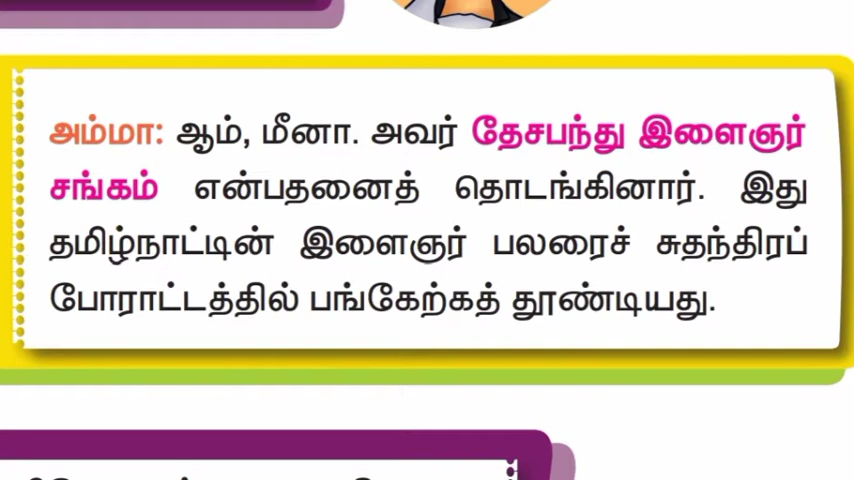 அம்மா: ஆம், மீனா. அவர் தேசபந்து இளைஞர்
சங்கம் என்பதனைத் தொடங்கினார். இது
தமிழ்நாட்டின் இளைஞர் பலரைச் சுதந்திரப்
போராட்டத்தில் பங்கேற்கத் தூண்டியது.